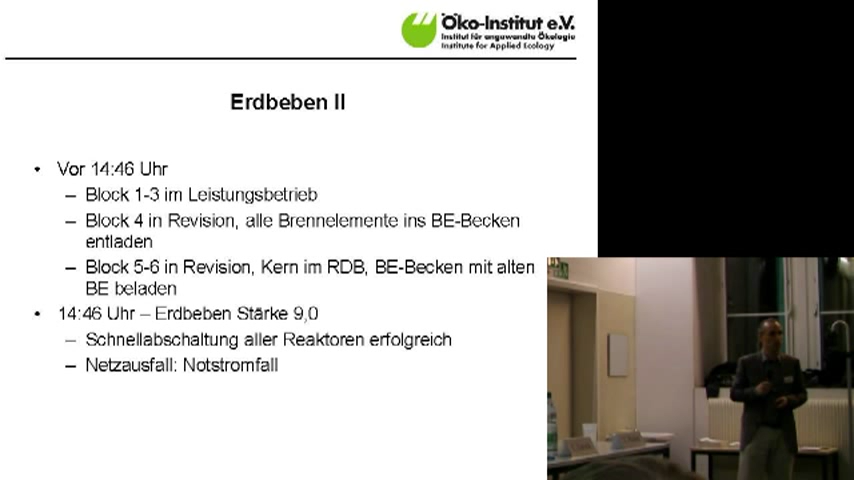 Öko-Institut e.V.
Institut für angewandte Ökologie
Institute for Applied Ecology
Erdbeben II
• Vor 14:46 Uhr
– Block 1-3 im Leistungsbetrieb
– Block 4 in Revision, alle Brennelemente ins BE-Becken
entladen
– Block 5-6 in Revision, Kern im RDB, BE-Becken mit alten
BE beladen
• 14:46 Uhr – Erdbeben Stärke 9,0
– Schnellabschaltung aller Reaktoren erfolgreich
– Netzausfall: Notstromfall